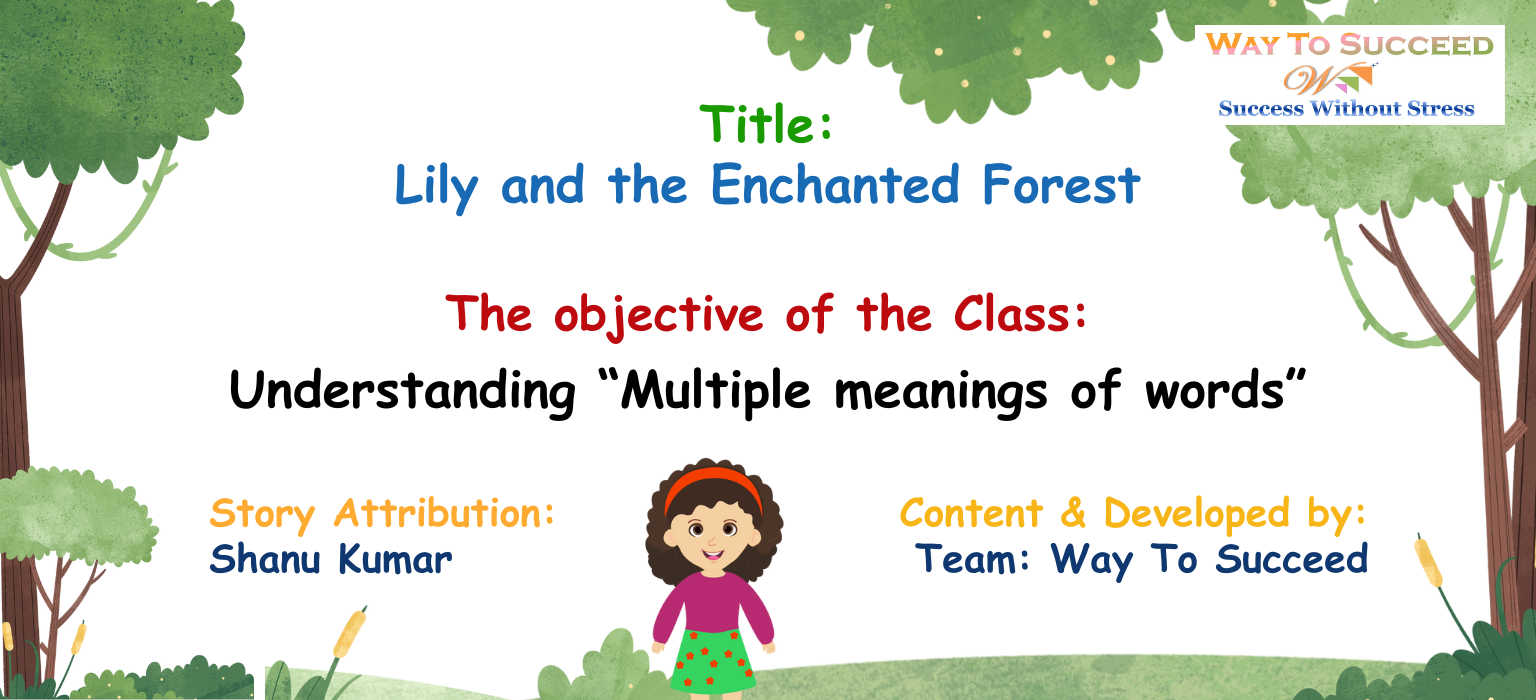 WAY TO SUCCEED
W
Success Without Stress
Title:
Lily and the Enchanted Forest
The objective of the Class:
Understanding “Multiple meanings of words”
Story Attribution:
Shanu Kumar
Content & Developed by:
Team: Way To Succeed